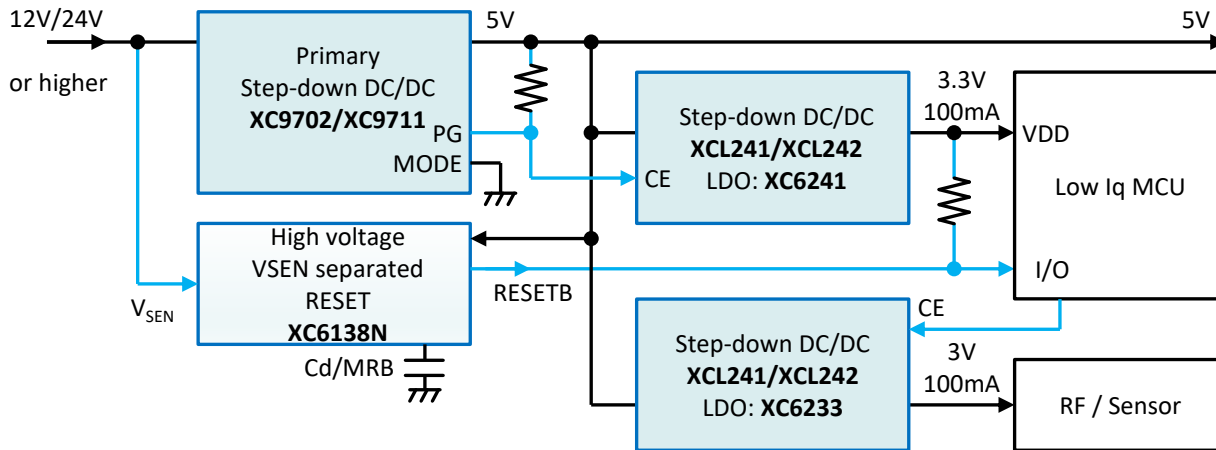 12V/24V
or higher
Primary
Step-down DC/DC
XC9702/XC9711
PG
MODE
5V
5V
Step-down DC/DC
XCL241/XCL242
LDO: XC6241
CE
3.3V
100mA
VDD
Low Iq MCU
I/O
High voltage
VSEN separated
RESET
XC6138N
VSEN
RESETB
Cd/MRB
CE
Step-down DC/DC
XCL241/XCL242
LDO: XC6233
3V
100mA
RF / Sensor